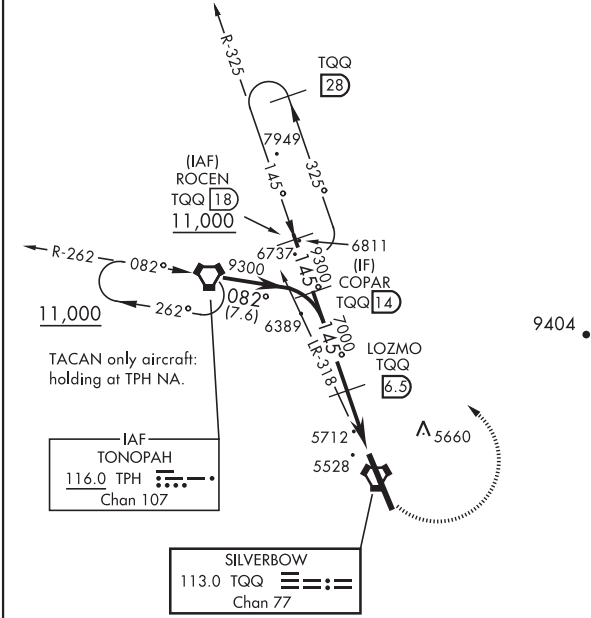 R-325
TQQ
28
7949
(IAF)
ROCEN
TQQ 18
11,000
145°
325°
6811
6737
R-262
082°
9300
9300
145°
(IF)
COPAR
TQQ 14
262°
082°
(7.6)
11,000
6389
LR-318
7000
145°
9404
LOZMO
TQQ
6.5
TACAN only aircraft:
holding at TPH NA.
5712
5660
5528
IAF
TONOPAH
116.0 TPH
Chan 107
SILVERBOW
113.0 TQQ
Chan 77